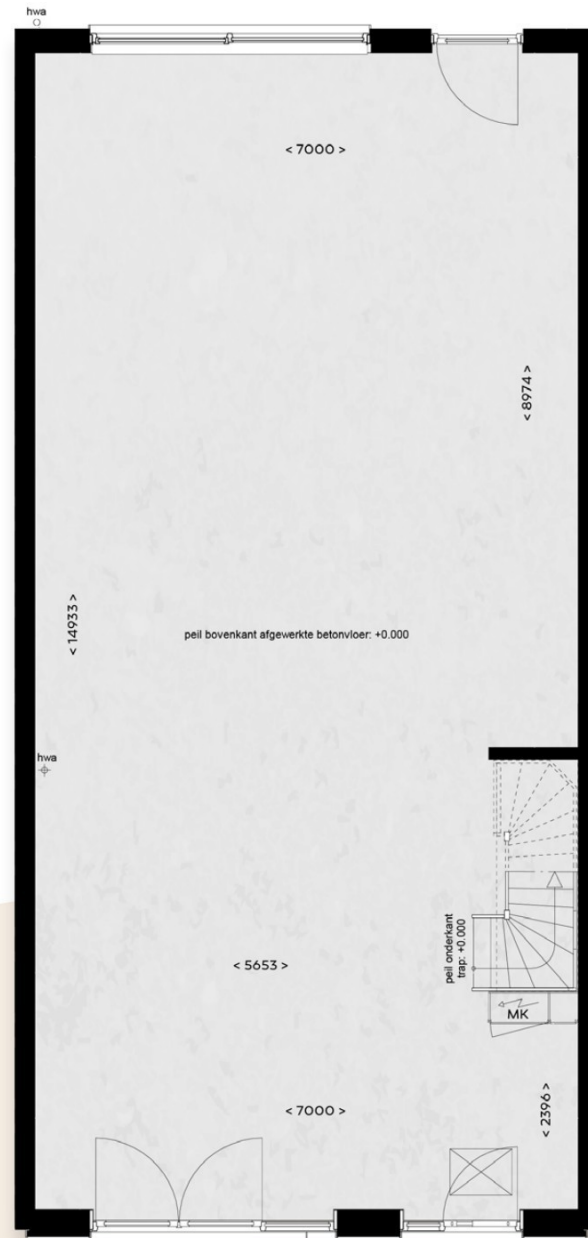 hwa
< 7000 >
< 8974 >
< 14933 >
peil bovenkant afgewerkte betonvloer: +0.000
hwa
peil onderkant
trap: +0.000
< 5653 >
MK
< 7000 >
< 2396 >